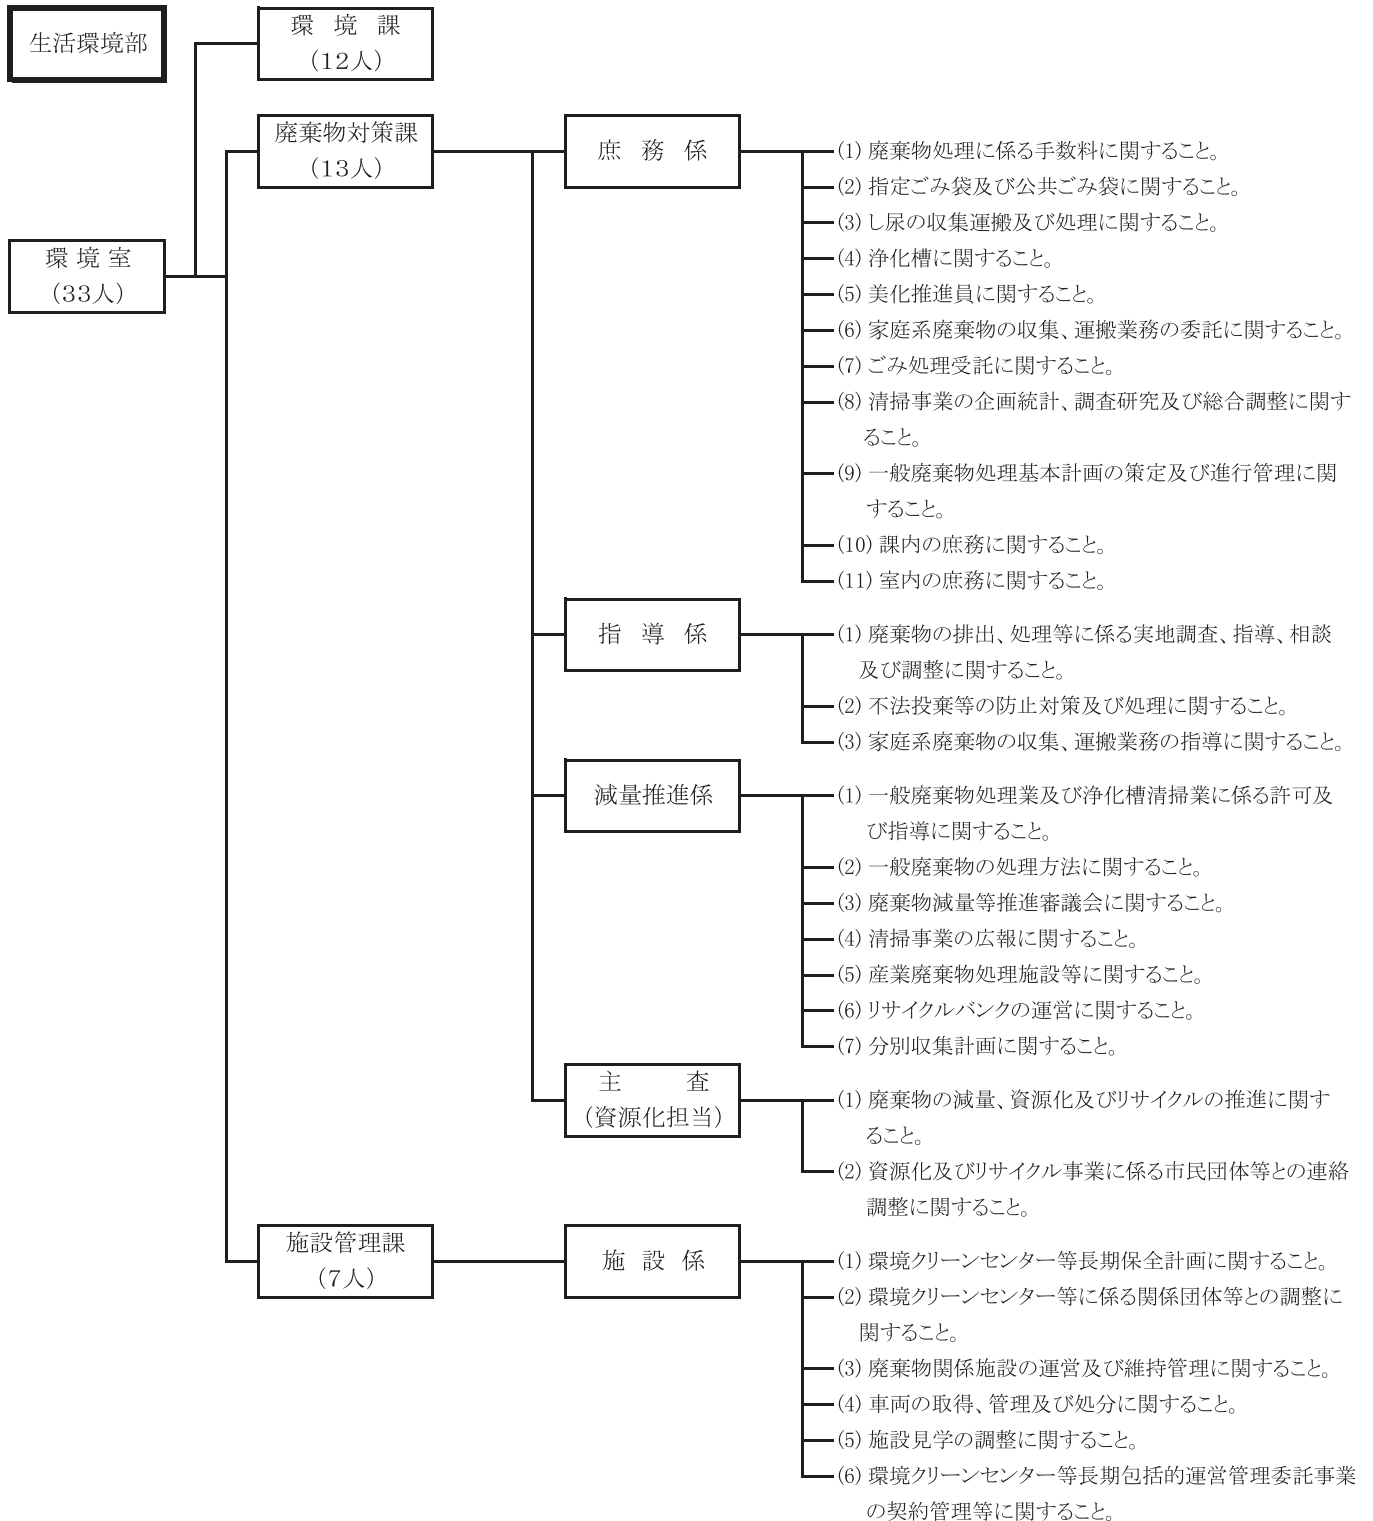 生活環境部
環境課
(12人)
廃棄物対策課
(13人)
環境室
(33人)
庶務係
(1) 廃棄物処理に係る手数料に関すること。
(2) 指定ごみ袋及び公共ごみ袋に関すること。
(3) し尿の収集運搬及び処理に関すること。
(4) 浄化槽に関すること。
(5) 美化推進員に関すること。
(6) 家庭系廃棄物の収集、運搬業務の委託に関すること。
(7) ごみ処理受託に関すること。
(8) 清掃事業の企画統計、調査研究及び総合調整に関す
ること。
(9) 一般廃棄物処理基本計画の策定及び進行管理に関
すること。
(10) 課内の庶務に関すること。
(11) 室内の庶務に関すること。
指導係
(1) 廃棄物の排出、処理等に係る実地調査、指導、相談
及び調整に関すること。
(2) 不法投棄等の防止対策及び処理に関すること。
(3) 家庭系廃棄物の収集、運搬業務の指導に関すること。
減量推進係
(1) 一般廃棄物処理業及び浄化槽清掃業に係る許可及
び指導に関すること。
(2) 一般廃棄物の処理方法に関すること。
(3) 廃棄物減量等推進審議会に関すること。
(4) 清掃事業の広報に関すること。
(5) 産業廃棄物処理施設等に関すること。
(6) リサイクルバンクの運営に関すること。
(7) 分別収集計画に関すること。
主査
(資源化担当)
(1) 廃棄物の減量、資源化及びリサイクルの推進に関す
ること。
(2) 資源化及びリサイクル事業に係る市民団体等との連絡
調整に関すること。
施設管理課
(7人)
施設係
(1) 環境クリーンセンター等長期保全計画に関すること。
(2) 環境クリーンセンター等に係る関係団体等との調整に
関すること。
(3) 廃棄物関係施設の運営及び維持管理に関すること。
(4) 車両の取得、管理及び処分に関すること。
(5) 施設見学の調整に関すること。
(6) 環境クリーンセンター等長期包括的運営管理委託事業
の契約管理等に関すること。